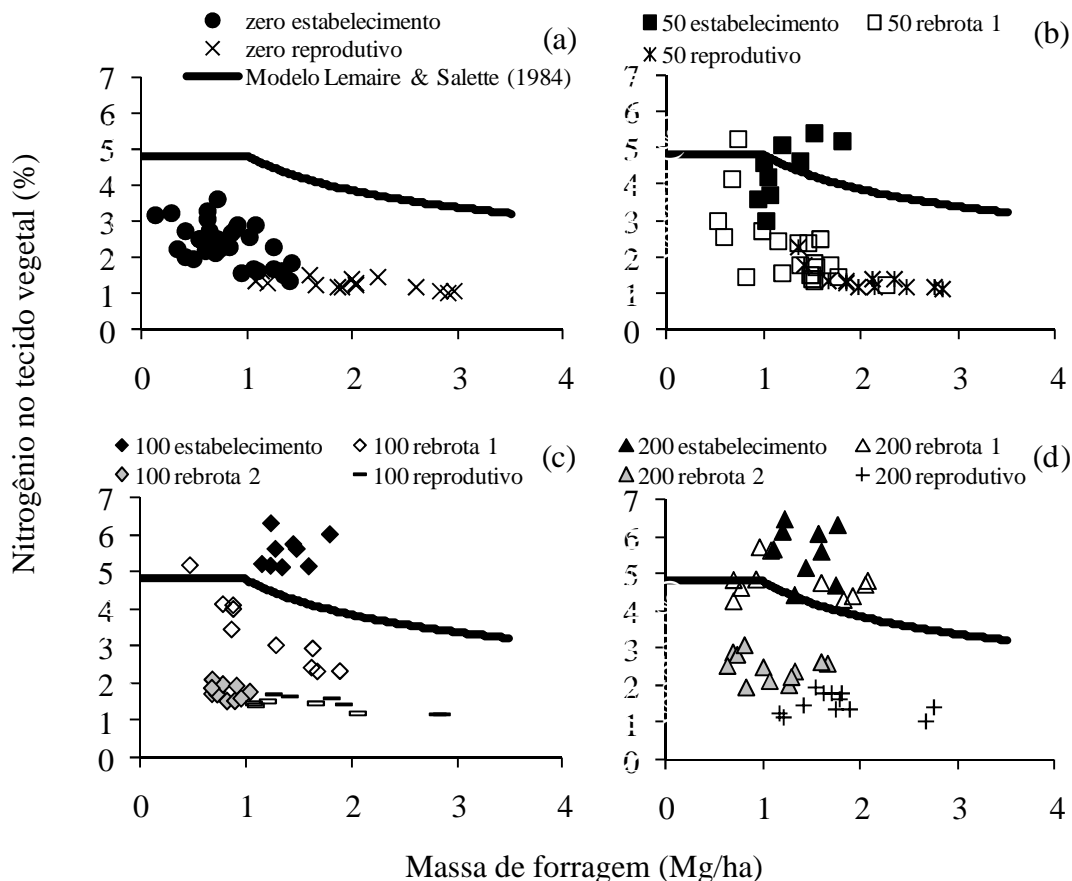 zero estabelecimento
zero reprodutivo
Modelo Lemaire & Salette (1984)
(a)
50 estabelecimento
50 rebrota 1
50 reprodutivo
(b)
Nitrogênio no tecido vegetal (%)
7
6
5
4
3
2
1
0
0 1 2 3 4
7
6
5
4
3
2
1
0
0 1 2 3 4
100 estabelecimento
100 rebrota 1
100 rebrota 2
100 reprodutivo
(c)
200 estabelecimento
200 rebrota 1
200 rebrota 2
200 reprodutivo
(d)
7
6
5
4
3
2
1
0
0 1 2 3 4
7
6
5
4
3
2
1
0
0 1 2 3 4
Massa de forragem (Mg/ha)